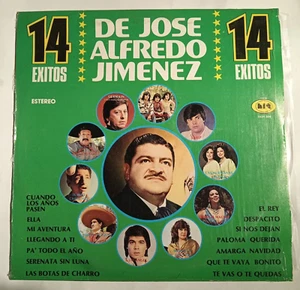 14
EXITOS
DE JOSE
ALFREDO
JIMENEZ
14
EXITOS
ESTEREO
CUANDO
LOS AÑOS
PASEN
ELLA
MI AVENTURA
LLEGANDO A TI
PA' TODO EL AÑO
SERENATA SIN LUNA
LAS BOTAS DE CHARRO
EL REY
DESPACITO
SI NOS DEJAN
PALOMA QUERIDA
AMARGA NAVIDAD
QUE TE VAYA BONITO
TE VAS O TE QUEDAS